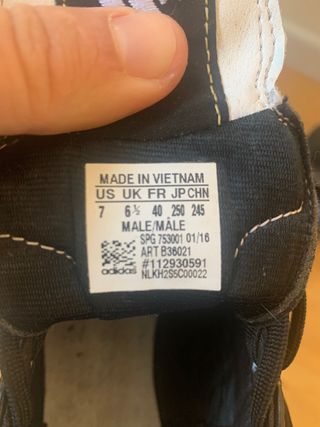 MADE IN VIETNAM
US UK FR JP CHN
7 6½ 40 250 245
MALE/MÂLE
SPG 753001 01/16
ART B36021
#112930591
adidas NLKH2S5C00022